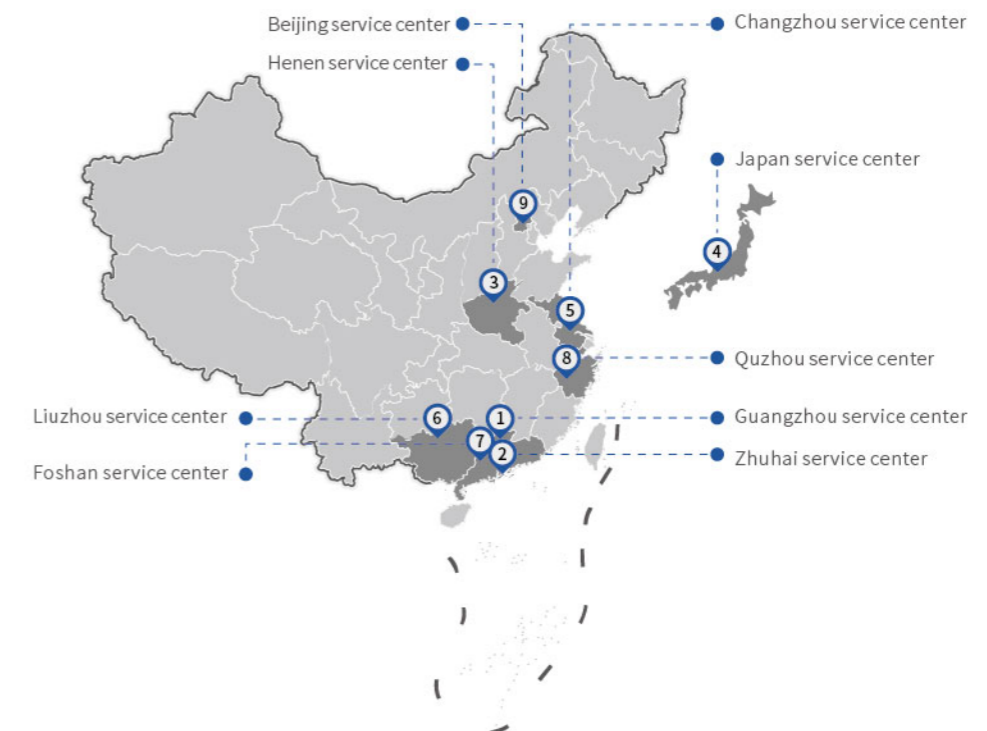 Beijing service center
Changzhou service center
Henen service center
Japan service center
9
4
3
5
8
Quzhou service center
Liuzhou service center
6
1
Guangzhou service center
7
2
Zhuhai service center
Foshan service center